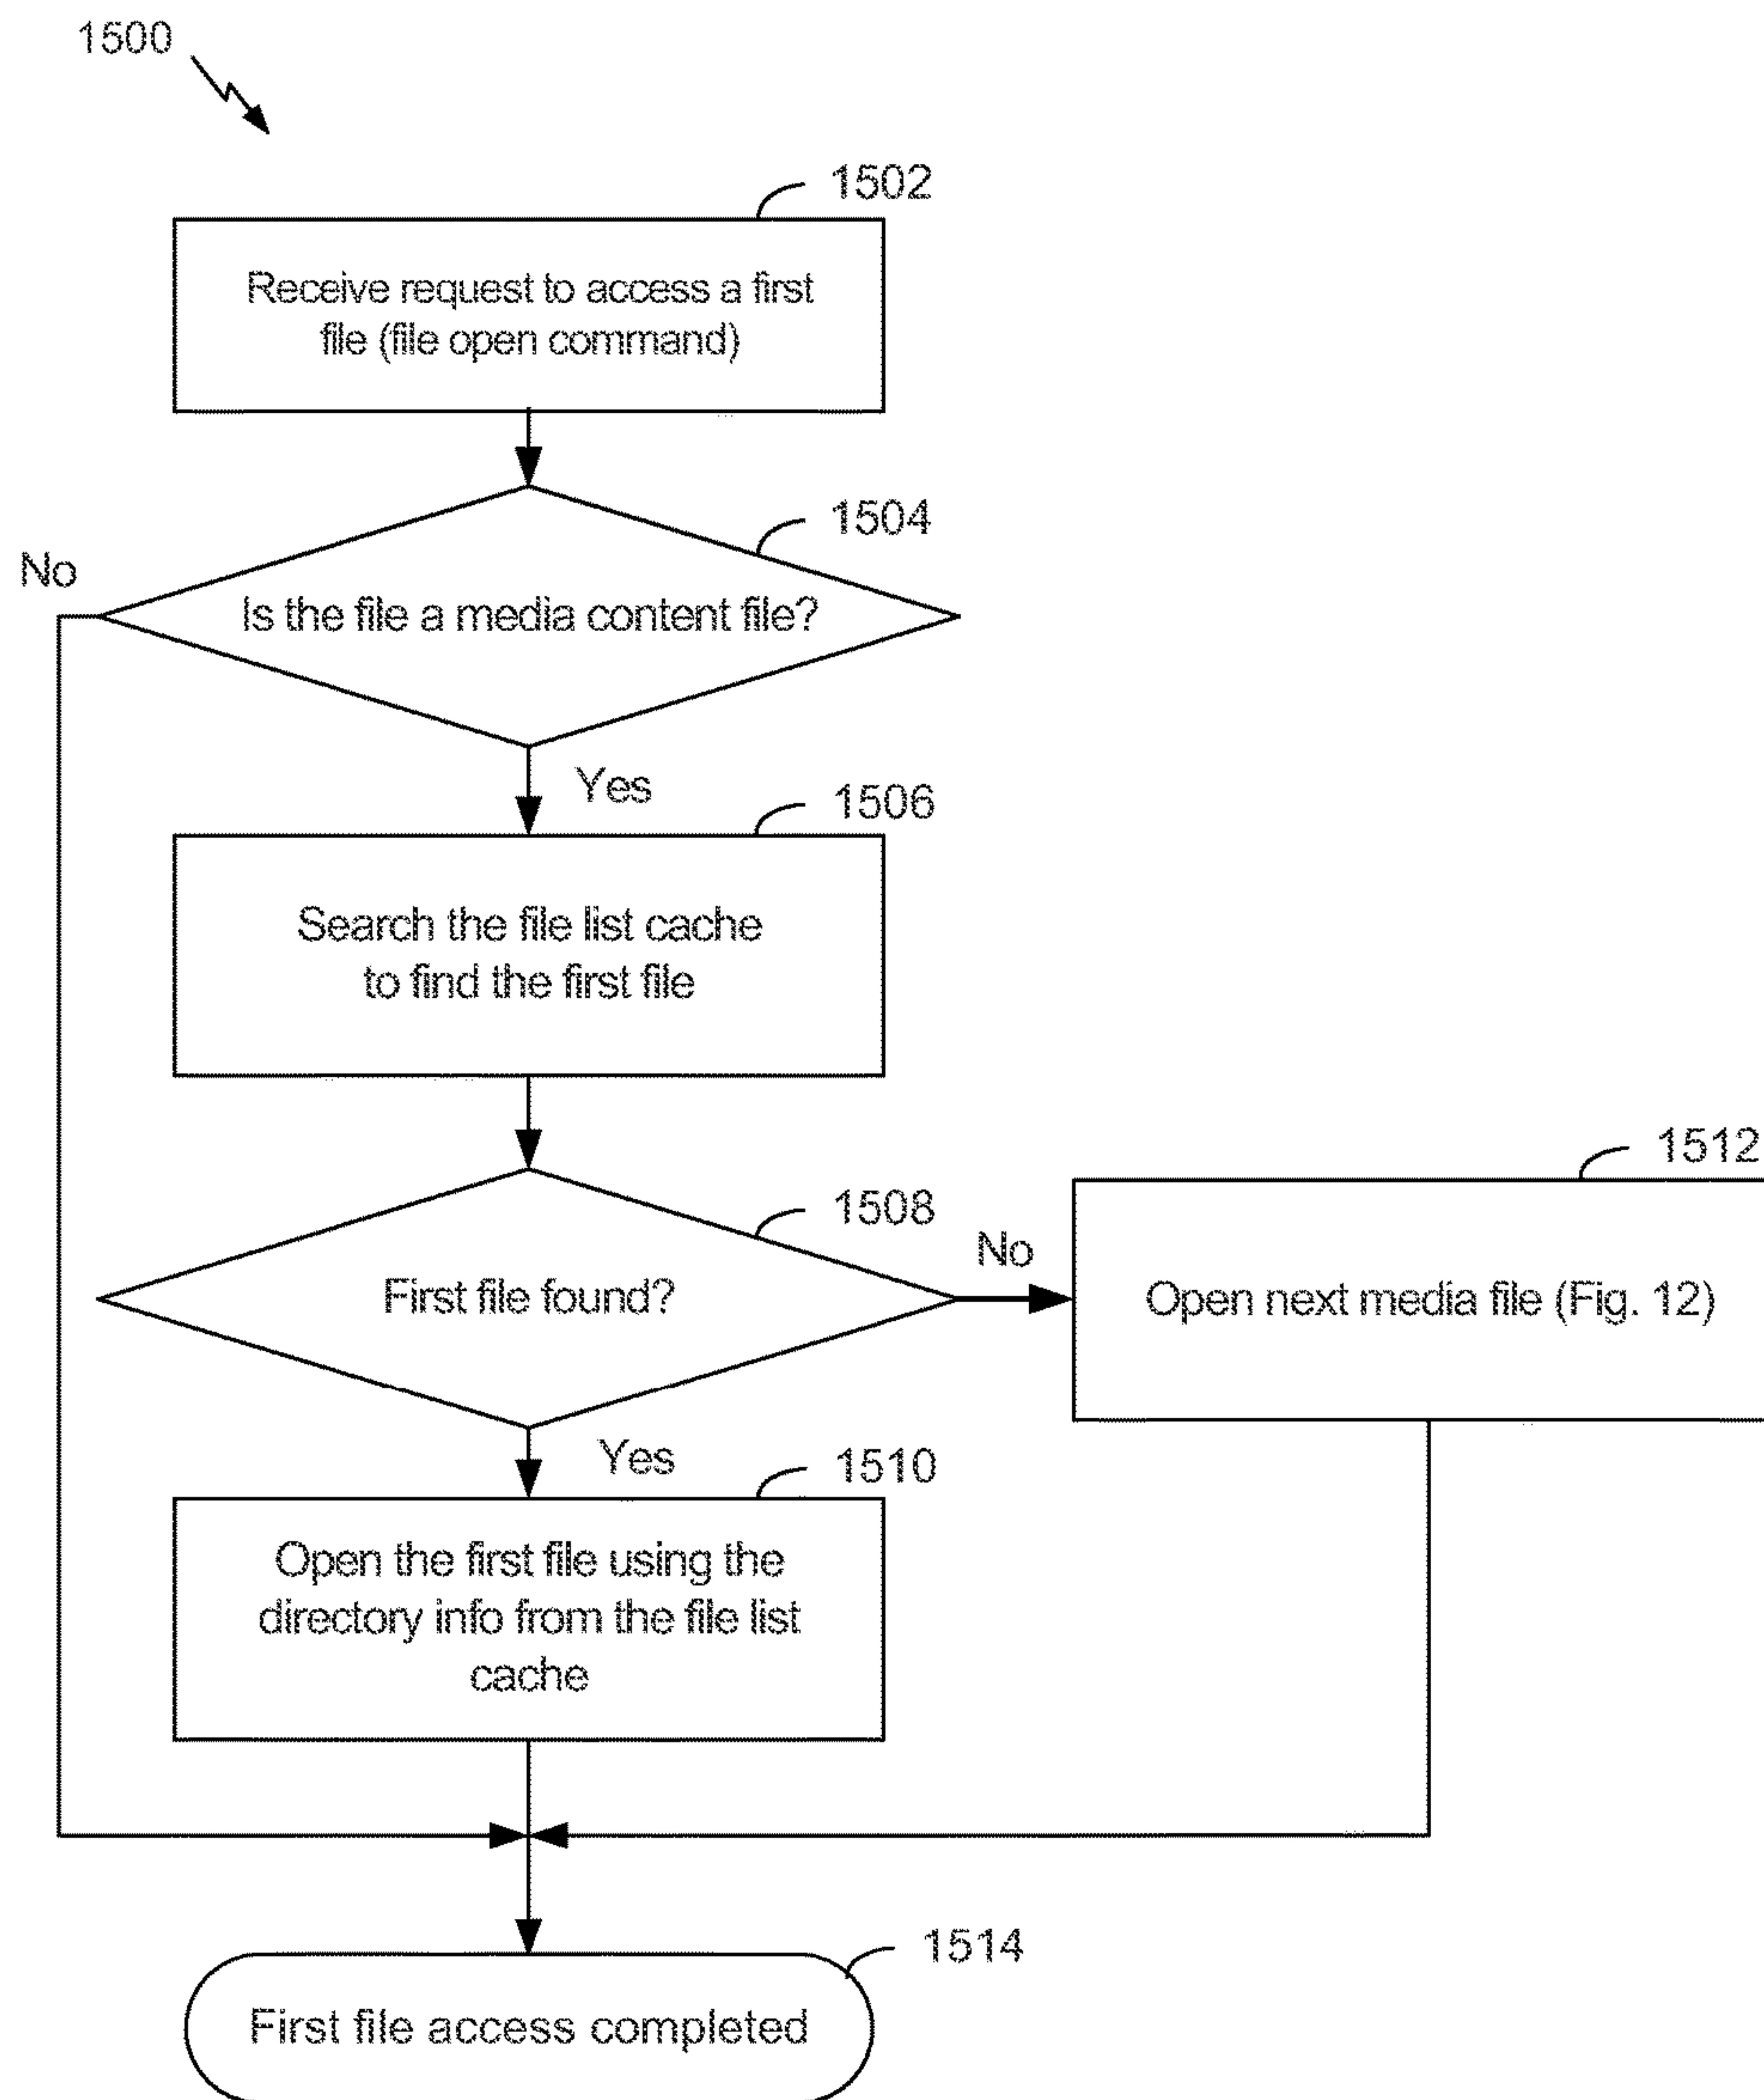 1500
1502
Receive request to access a first
file (file open command)
1504
No
Is the file a media content file?
Yes
1506
Search the file list cache
to find the first file
1512
1508
No
First file found?
Open next media file (Fig. 12)
Yes
1510
Open the first file using the
directory info from the file list
cache
1514
First file access completed